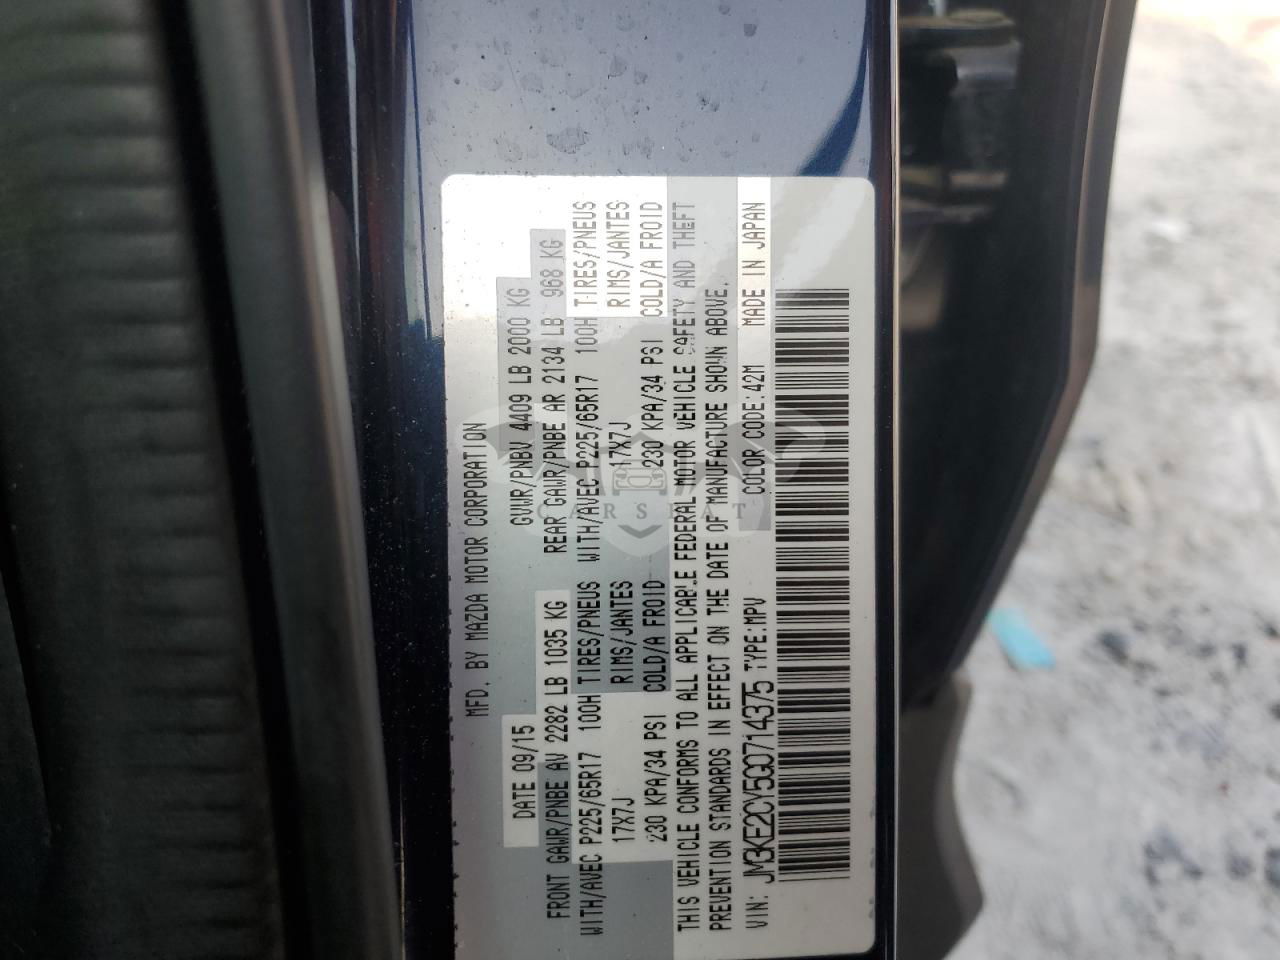 MFD. BY MAZDA MOTOR CORPORATION
DATE 09/15 GVWR/PNBV 4409 LB 2000 KG
FRONT GAWR/PNBE AV 2282 LB 1035 KG REAR GAWR/PNBE AR 2134 LB 968 KG
WITH/AVEC P225/65R17 100H TIRES/PNEUS WITH/AVEC P225/65R17 100H TIRES/PNEUS
17X7J RIMS/JANTES 17X7J RIMS/JANTES
230 KPA/34 PSI COLD/A FROID 230 KPA/34 PSI COLD/A FROID
THIS VEHICLE CONFORMS TO ALL APPLICABLE FEDERAL MOTOR VEHICLE SAFETY AND THEFT
PREVENTION STANDARDS IN EFFECT ON THE DATE OF MANUFACTURE SHOWN ABOVE.
VIN: JM3KE2CY5G0714375 TYPE:MPV COLOR CODE:42M MADE IN JAPAN
CARSTAT